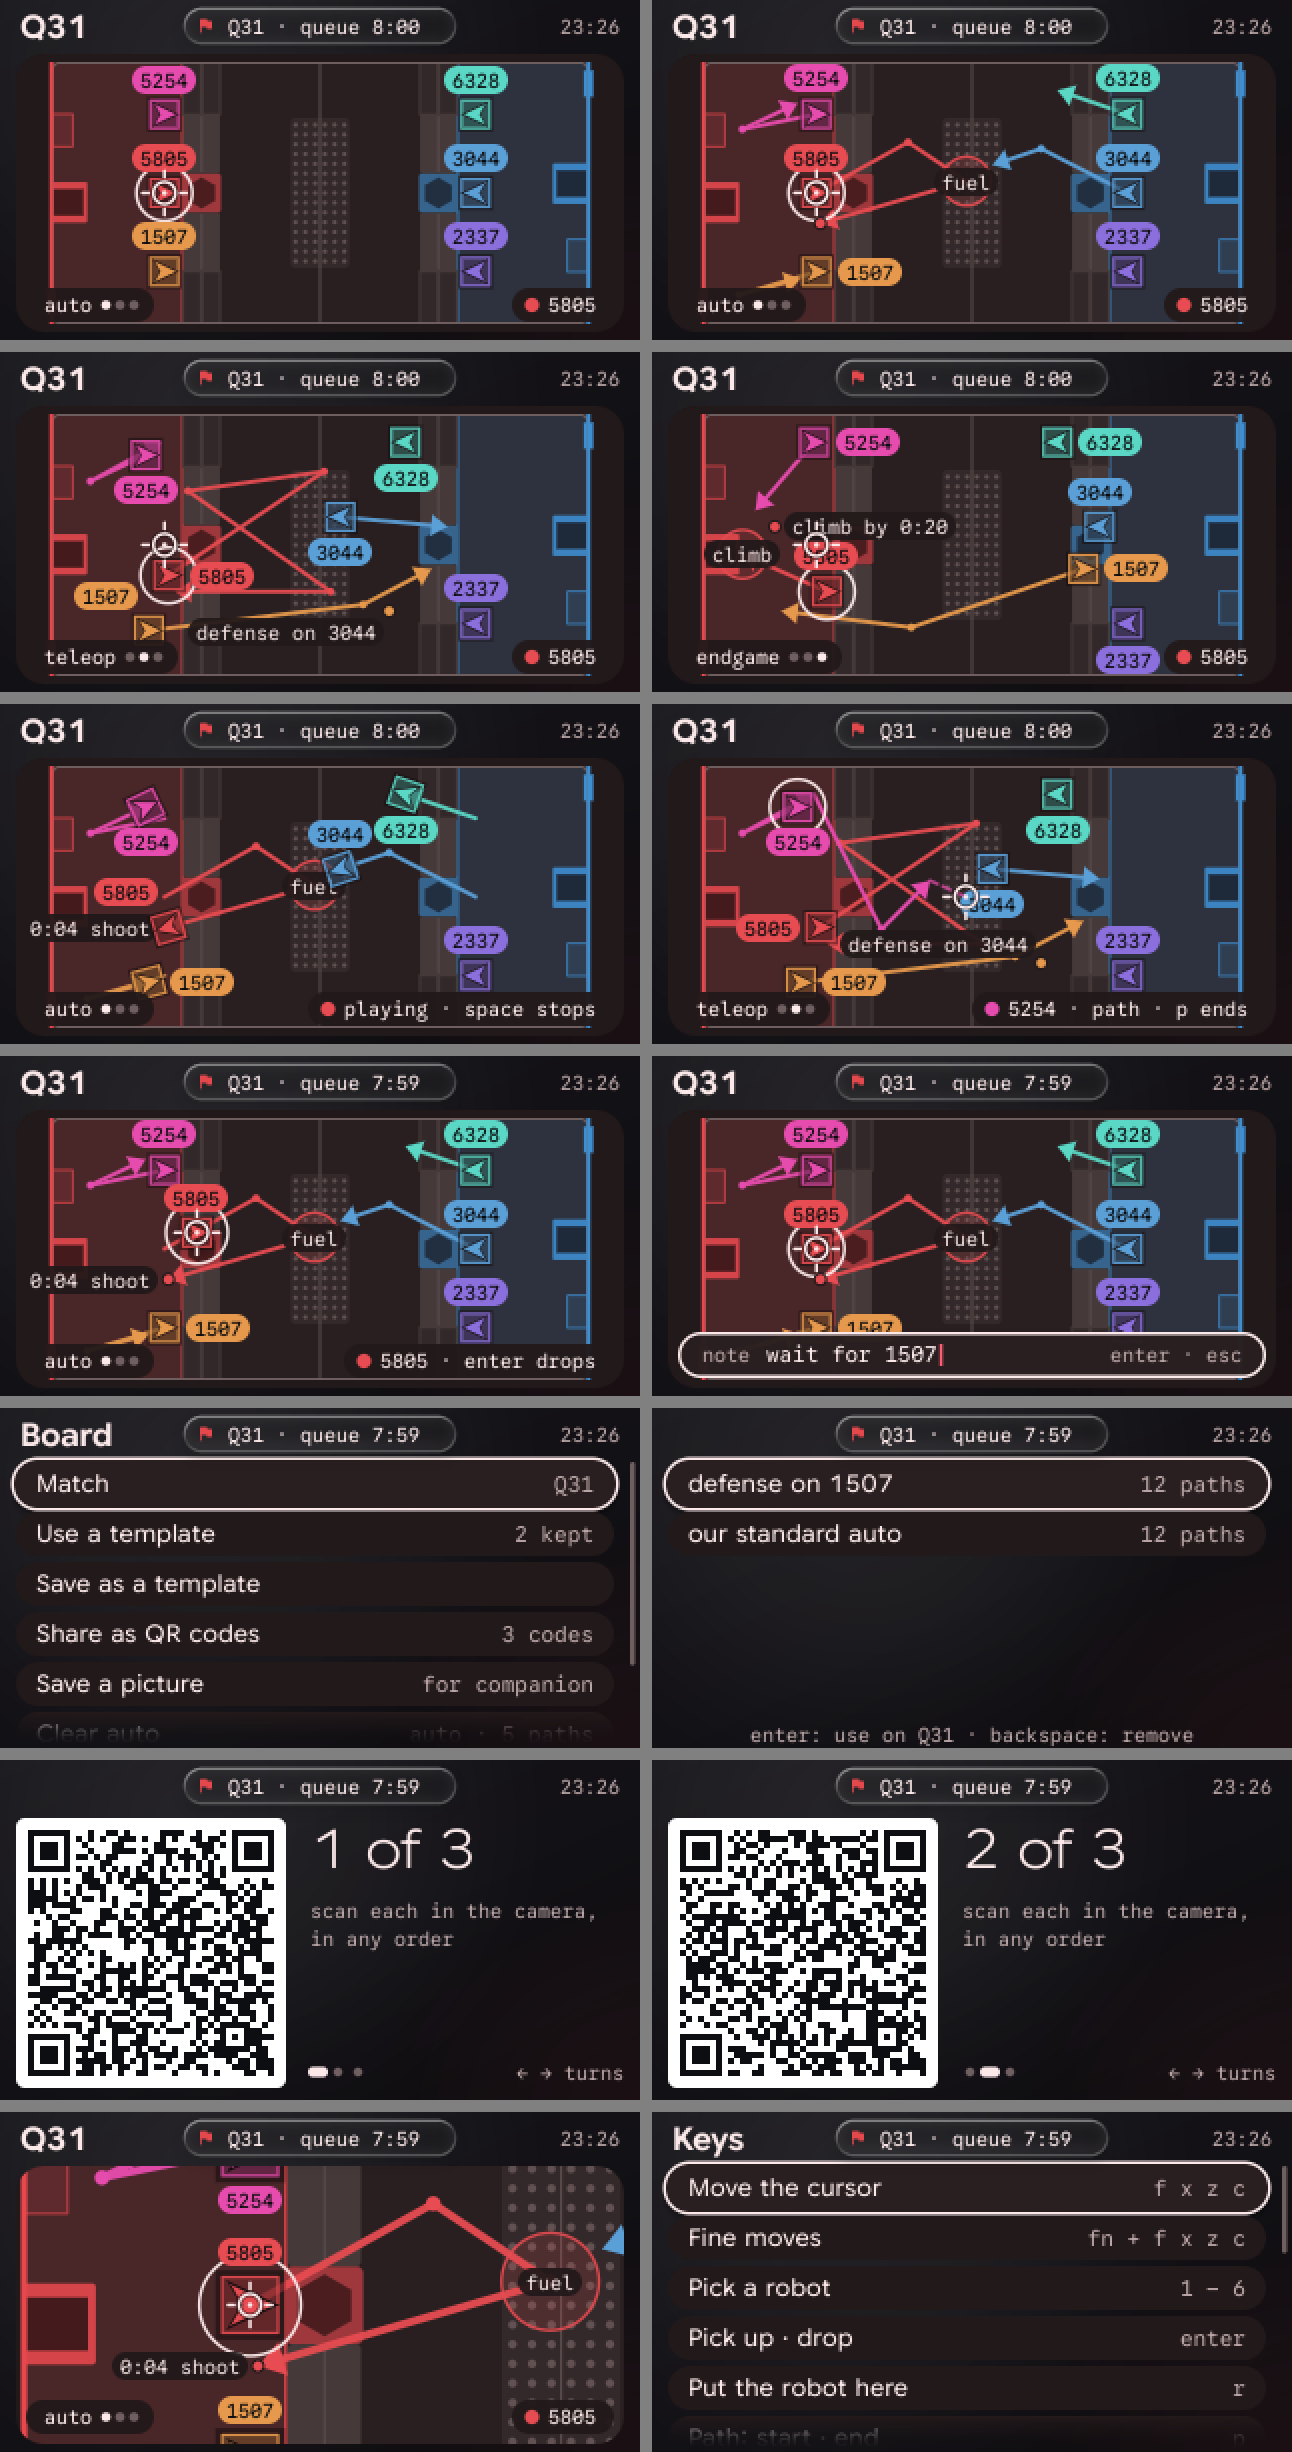 Q31
Q31 · queue 8:00
23:26
5254
6328
5805
3044
1507
2337
auto
5805
Q31
Q31 · queue 8:00
23:26
5254
6328
5805
3044
fuel
2337
1507
auto
5805
Q31
Q31 · queue 8:00
23:26
5254
6328
3044
5805
1507
2337
defense on 3044
teleop
5805
Q31
Q31 · queue 8:00
23:26
5254
6328
3044
climb by 0:20
climb
5805
1507
endgame
2337
5805
Q31
Q31 · queue 8:00
23:26
5254
3044
6328
5805
fuel
0:04 shoot
2337
1507
auto
playing · space stops
Q31
Q31 · queue 8:00
23:26
5254
6328
3044
5805
defense on 3044
2337
1507
teleop
5254 · path · p ends
Q31
Q31 · queue 7:59
23:26
5254
6328
5805
3044
fuel
0:04 shoot
2337
1507
auto
5805 · enter drops
Q31
Q31 · queue 7:59
23:26
5254
6328
5805
3044
fuel
2337
1507
note wait for 1507
enter · esc
Board
Q31 · queue 7:59
23:26
Match
Q31
Use a template
2 kept
Save as a template
Share as QR codes
3 codes
Save a picture
for companion
Clear auto
auto · 5 paths
Q31 · queue 7:59
23:26
defense on 1507
12 paths
our standard auto
12 paths
enter: use on Q31 · backspace: remove
Q31 · queue 7:59
23:26
1 of 3
scan each in the camera,
in any order
← → turns
Q31 · queue 7:59
23:26
2 of 3
scan each in the camera,
in any order
← → turns
Q31
Q31 · queue 7:59
23:26
5254
5805
fuel
0:04 shoot
1507
auto
5805
Keys
Q31 · queue 7:59
23:26
Move the cursor
f x z c
Fine moves
fn + f x z c
Pick a robot
1 – 6
Pick up · drop
enter
Put the robot here
r
Path: start · end
p